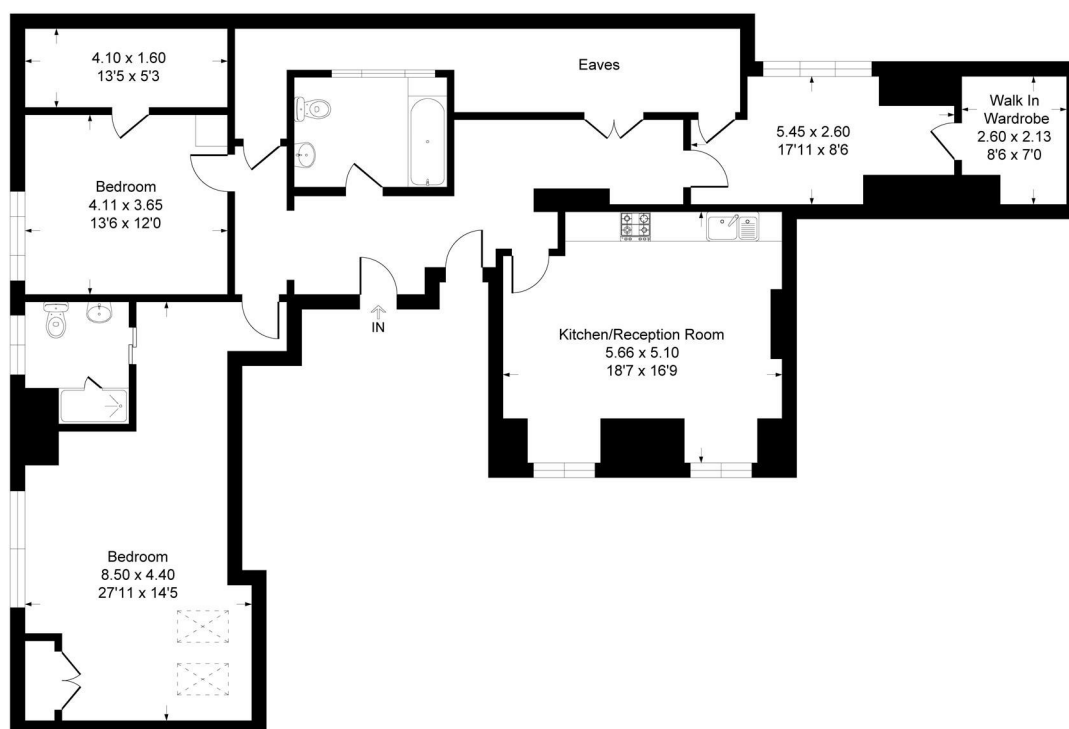 4.10 x 1.60
13'5 x 5'3
Eaves
5.45 x 2.60
17'11 x 8'6
Walk In
Wardrobe
2.60 x 2.13
8'6 x 7'0
Bedroom
4.11 x 3.65
13'6 x 12'0
IN
Kitchen/Reception Room
5.66 x 5.10
18'7 x 16'9
Bedroom
8.50 x 4.40
27'11 x 14'5